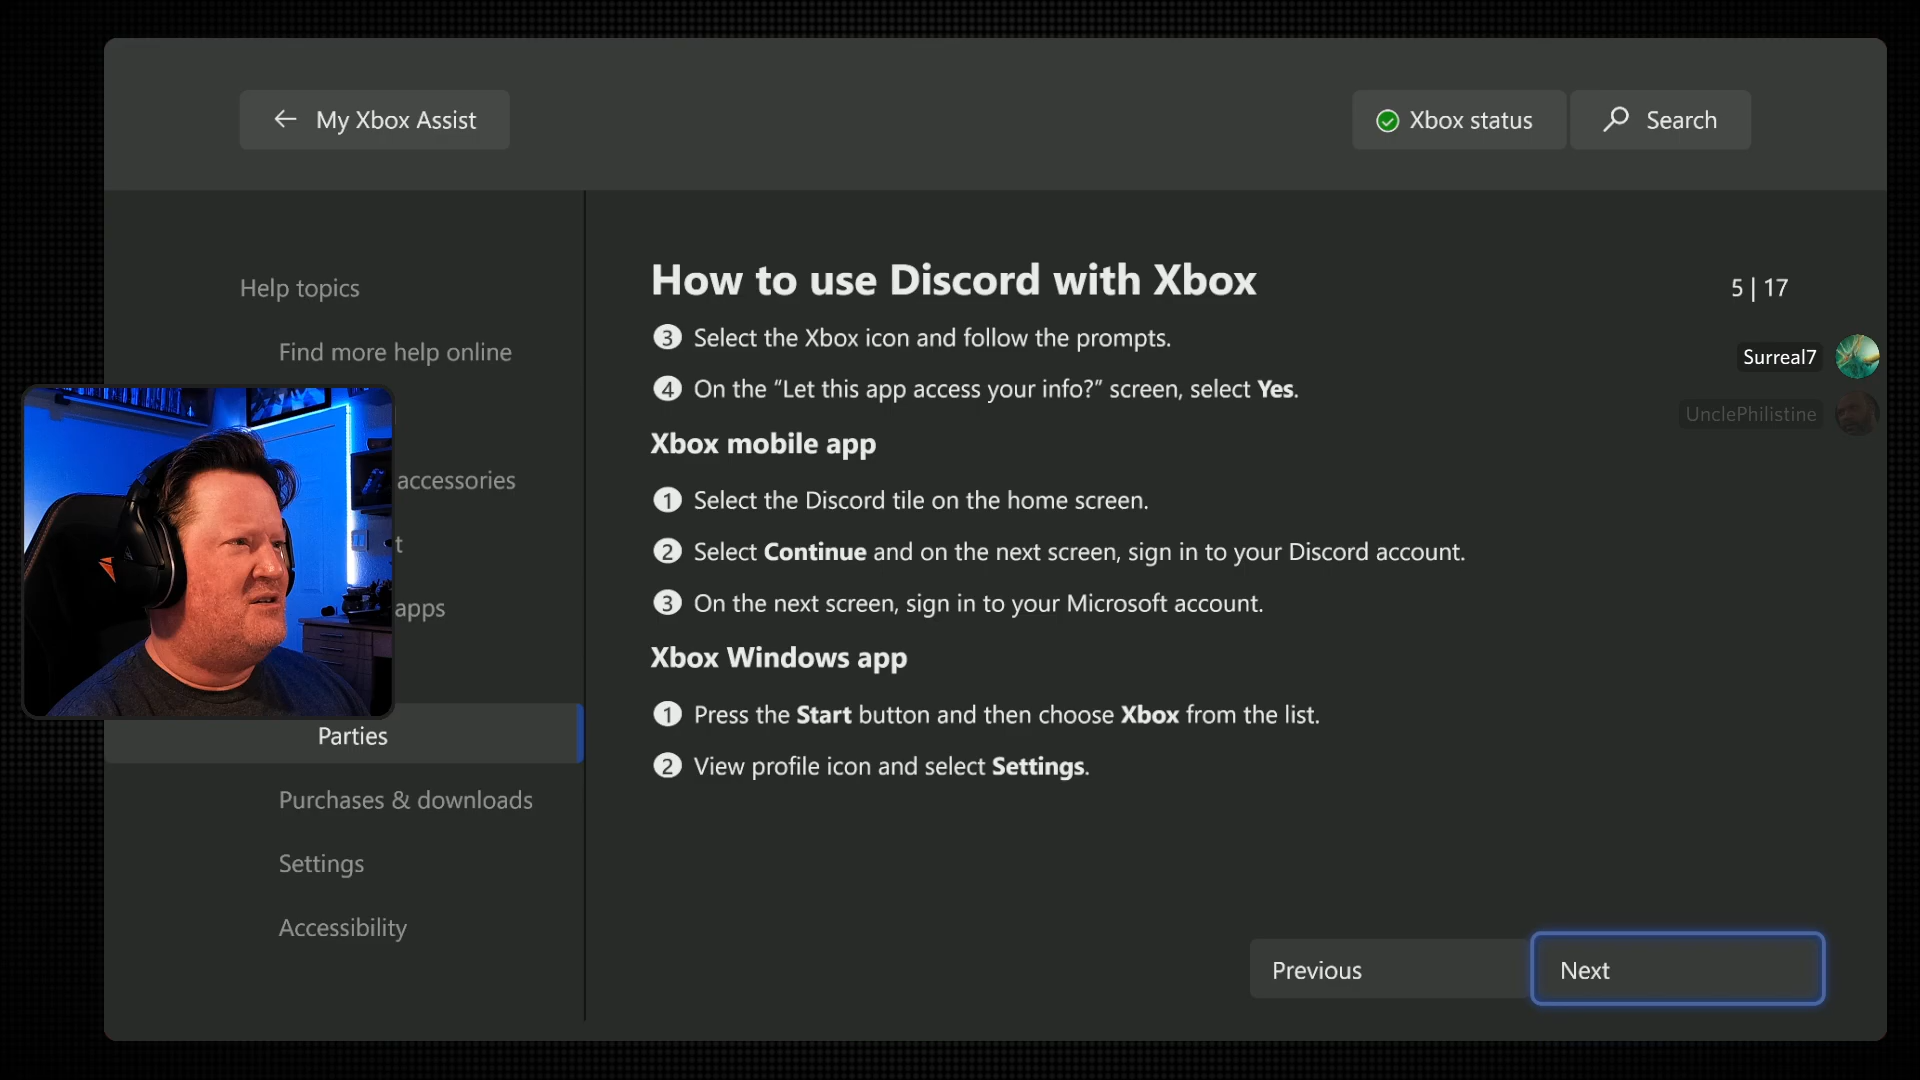 My Xbox Assist
Xbox status
Search
Help topics
Find more help online
accessories
t
apps
Parties
Purchases & downloads
Settings
Accessibility
How to use Discord with Xbox
5 | 17
3 Select the Xbox icon and follow the prompts.
4 On the “Let this app access your info?” screen, select Yes.
Xbox mobile app
1 Select the Discord tile on the home screen.
2 Select Continue and on the next screen, sign in to your Discord account.
3 On the next screen, sign in to your Microsoft account.
Xbox Windows app
1 Press the Start button and then choose Xbox from the list.
2 View profile icon and select Settings.
Surreal7
UnclePhilistine
Previous
Next